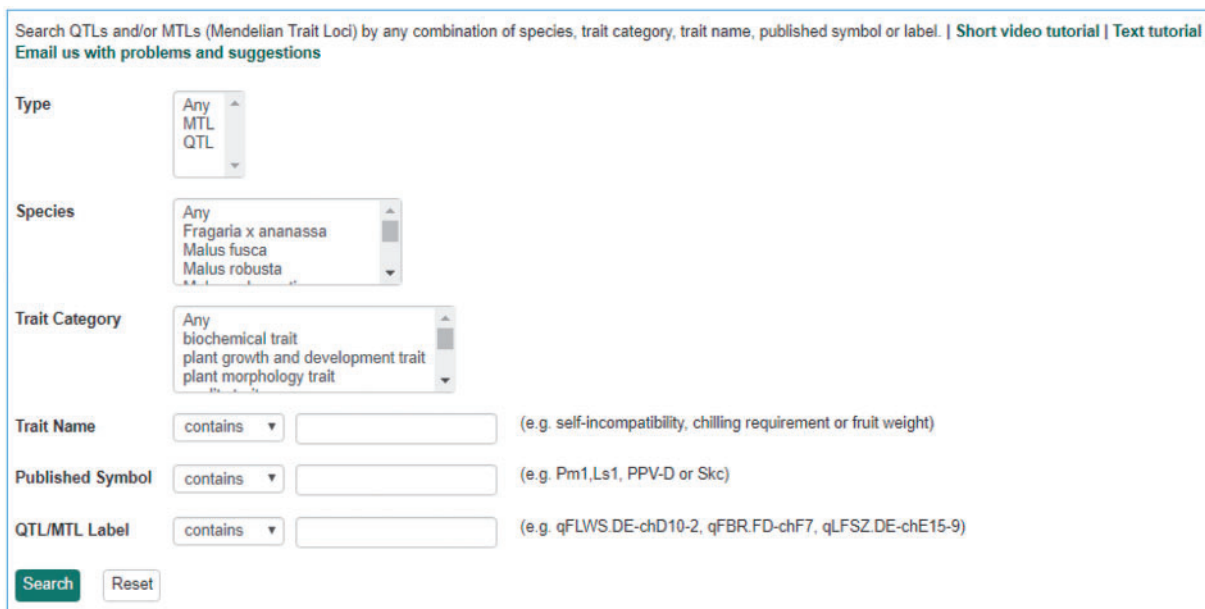 Search QTLs and/or MTLs (Mendelian Trait Loci) by any combination of species, trait category, trait name, published symbol or label. | Short video tutorial | Text tutorial
Email us with problems and suggestions
Type
Any
MTL
QTL
Species
Any
Fragaria x ananassa
Malus fusca
Malus robusta
Trait Category
Any
biochemical trait
plant growth and development trait
plant morphology trait
Trait Name contains (e.g. self-incompatibility, chilling requirement or fruit weight)
Published Symbol contains (e.g. Pm1,Ls1, PPV-D or Skc)
QTL/MTL Label contains (e.g. qFLWS.DE-chD10-2, qFBR.FD-chF7, qLFSZ.DE-chE15-9)
Search Reset